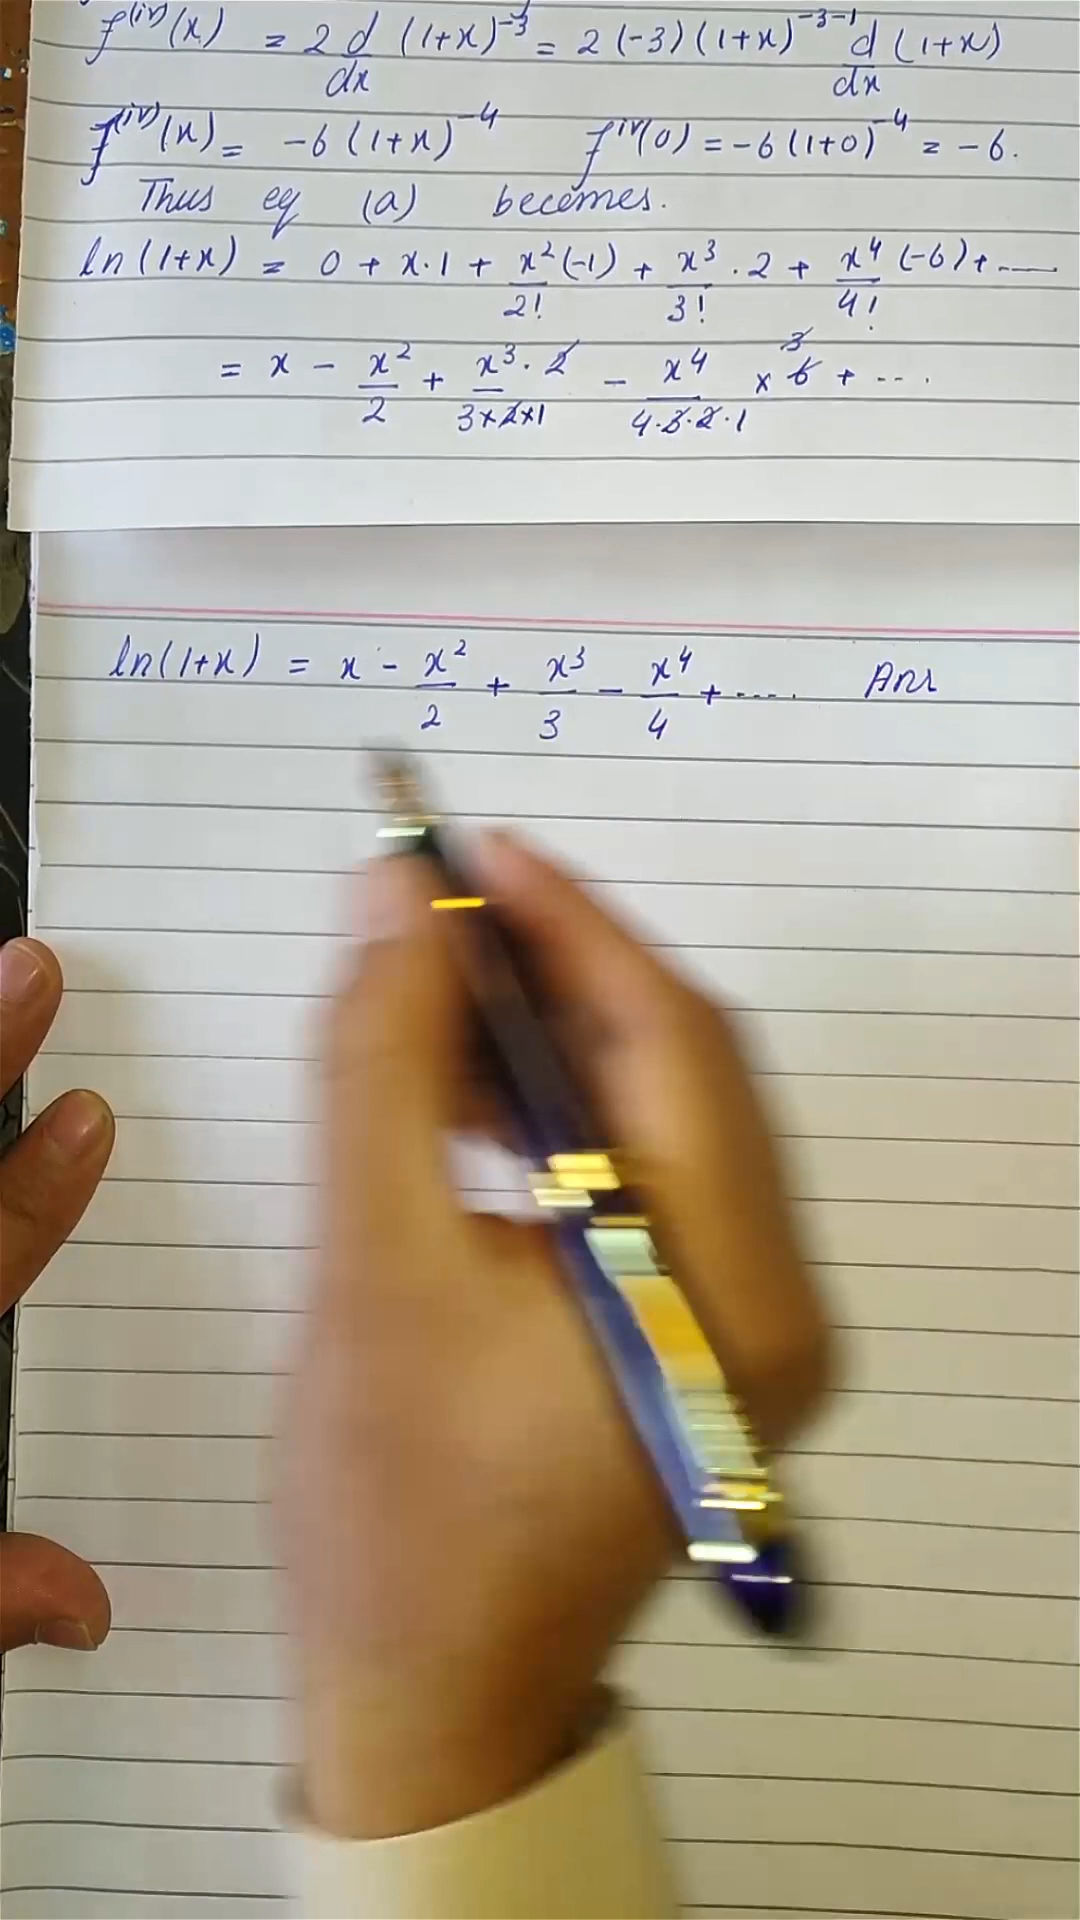 f⁽ⁱᵛ⁾(x) = 2 d/dx (1+x)⁻³ = 2(-3)(1+x)⁻³⁻¹ d/dx (1+x)
f⁽ⁱᵛ⁾(x) = -6(1+x)⁻⁴ fⁱᵛ(0) = -6(1+0)⁻⁴ = -6.
Thus eq (a) becomes.
ln(1+x) = 0 + x·1 + x²/2! (-1) + x³/3! · 2 + x⁴/4! (-6) + ....
= x - x²/2 + x³·2/3×2×1 - x⁴/4·3·2·1 × 6 3 + ....
ln(1+x) = x - x²/2 + x³/3 - x⁴/4 + ..... Ans